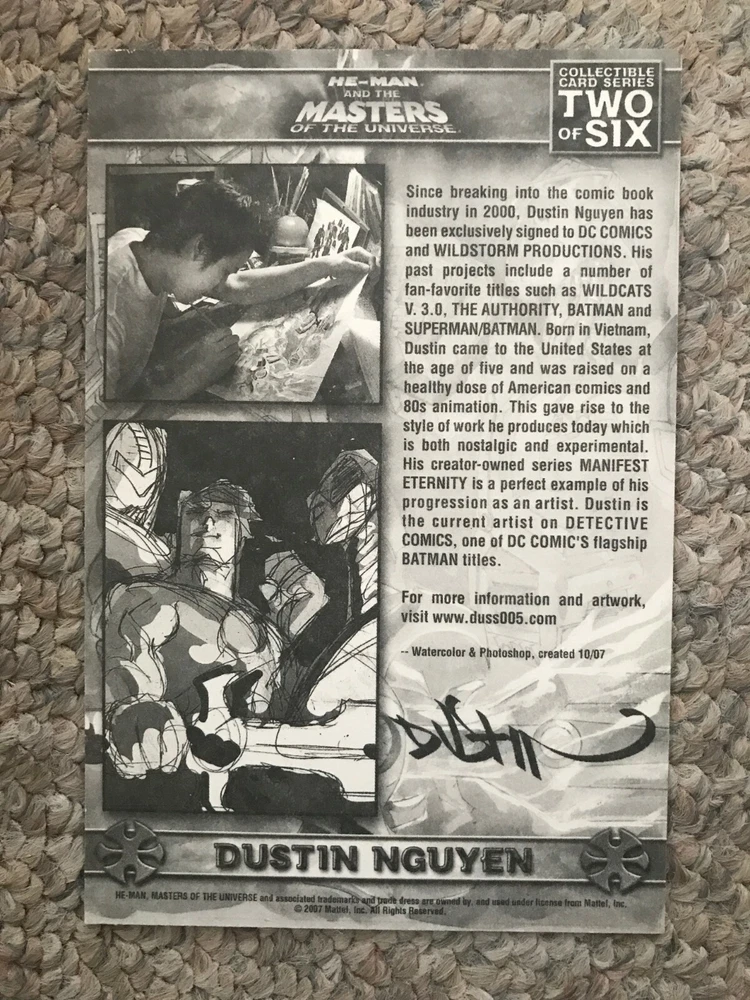 HE-MAN
AND THE
MASTERS
OF THE UNIVERSE
COLLECTIBLE
CARD SERIES
TWO
OF SIX
Since breaking into the comic book
industry in 2000, Dustin Nguyen has
been exclusively signed to DC COMICS
and WILDSTORM PRODUCTIONS. His
past projects include a number of
fan-favorite titles such as WILDCATS
V. 3.0, THE AUTHORITY, BATMAN and
SUPERMAN/BATMAN. Born in Vietnam,
Dustin came to the United States at
the age of five and was raised on a
healthy dose of American comics and
80s animation. This gave rise to the
style of work he produces today which
is both nostalgic and experimental.
His creator-owned series MANIFEST
ETERNITY is a perfect example of his
progression as an artist. Dustin is
the current artist on DETECTIVE
COMICS, one of DC COMIC'S flagship
BATMAN titles.
For more information and artwork,
visit www.duss005.com
-- Watercolor & Photoshop, created 10/07
DUSTIN
DUSTIN NGUYEN
HE-MAN, MASTERS OF THE UNIVERSE and associated trademarks and trade dress are owned by, and used under license from Mattel, Inc.
© 2007 Mattel, Inc. All Rights Reserved.